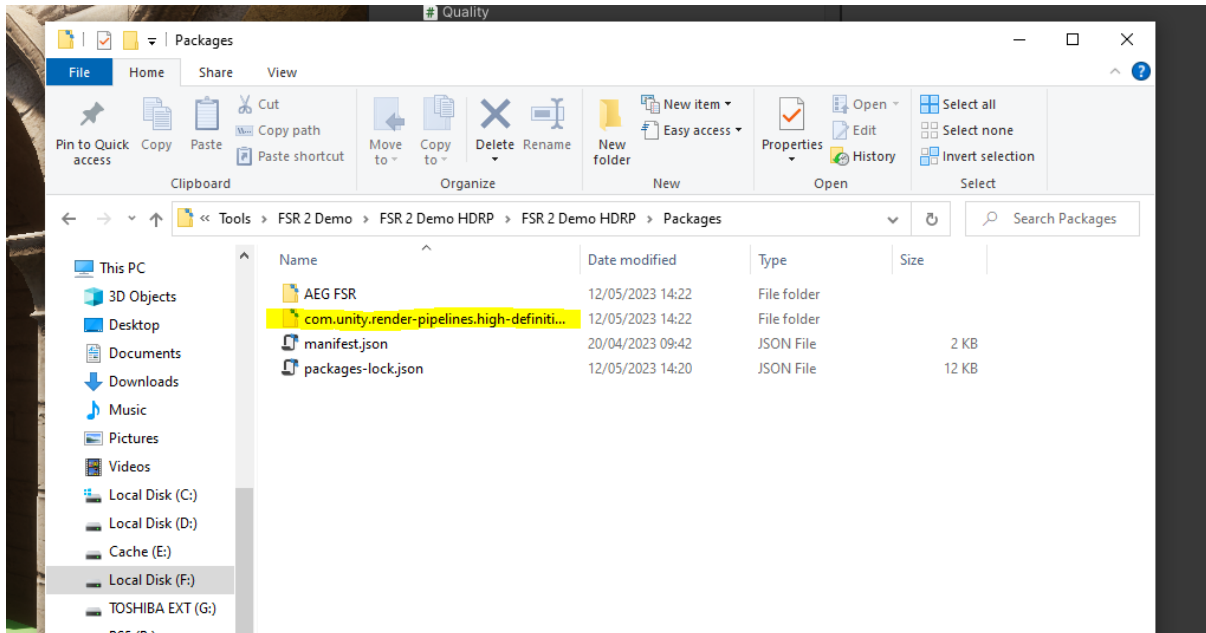 # Quality
Packages
File Home Share View
Pin to Quick access
Copy
Paste
Cut
Copy path
Paste shortcut
Clipboard
Move to
Copy to
Delete
Rename
Organize
New folder
New item
Easy access
New
Properties
Open
Edit
History
Open
Select all
Select none
Invert selection
Select
« Tools > FSR 2 Demo > FSR 2 Demo HDRP > FSR 2 Demo HDRP > Packages
Search Packages
Name Date modified Type Size
AEG FSR 12/05/2023 14:22 File folder
com.unity.render-pipelines.high-definiti... 12/05/2023 14:22 File folder
manifest.json 20/04/2023 09:42 JSON File 2 KB
packages-lock.json 12/05/2023 14:20 JSON File 12 KB
This PC
3D Objects
Desktop
Documents
Downloads
Music
Pictures
Videos
Local Disk (C:)
Local Disk (D:)
Cache (E:)
Local Disk (F:)
TOSHIBA EXT (G:)